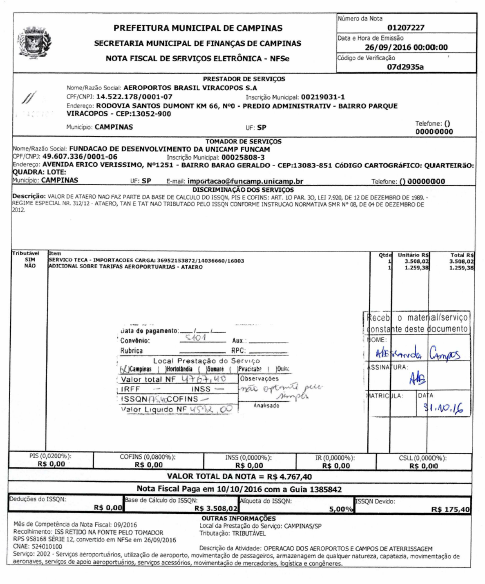 PREFEITURA MUNICIPAL DE CAMPINAS
SECRETARIA MUNICIPAL DE FINANÇAS DE CAMPINAS
NOTA FISCAL DE SERVIÇOS ELETRÔNICA - NFSe
Número da Nota
01207227
Data e Hora de Emissão
26/09/2016 00:00:00
Código de Verificação
07d2935a
PRESTADOR DE SERVIÇOS
Nome/Razão Social: AEROPORTOS BRASIL VIRACOPOS S.A
CPF/CNPJ: 14.522.178/0001-07 Inscrição Municipal: 00219031-1
Endereço: RODOVIA SANTOS DUMONT KM 66, Nº0 - PREDIO ADMINISTRATIV - BAIRRO PARQUE
VIRACOPOS - CEP:13052-900
Município: CAMPINAS UF: SP Telefone: () 00000000
TOMADOR DE SERVIÇOS
Nome/Razão Social: FUNDACAO DE DESENVOLVIMENTO DA UNICAMP FUNCAM
CPF/CNPJ: 49.607.336/0001-06 Inscrição Municipal: 00025808-3
Endereço: AVENIDA ERICO VERISSIMO, Nº1251 - BAIRRO BARAO GERALDO - CEP:13083-851 CÓDIGO CARTOGRÁFICO: QUARTEIRÃO:
QUADRA: LOTE:
Município: CAMPINAS UF: SP E-mail: importacao@funcamp.unicamp.br Telefone: () 00000000
DISCRIMINAÇÃO DOS SERVIÇOS
Descrição: VALOR DE ATAERO NAO FAZ PARTE DA BASE DE CALCULO DO ISSQN, PIS E COFINS: ART. LO PAR. 3O, LEI 7.920, DE 12 DE DEZEMBRO DE 1989. -
REGIME ESPECIAL NR. 312/12 - ATAERO, TAN E TAT NAO TRIBUTADO PELO ISSQN CONFORME INSTRUCAO NORMATIVA SMR Nº 08, DE 04 DE DEZEMBRO DE
2012.
Tributável Item Qtde Unitário R$ Total R$
SIM SERVICO TECA - IMPORTACOES CARGA: 36952153872/14036660/16003 1 3.508,02 3.508,02
NÃO ADICIONAL SOBRE TARIFAS AEROPORTUARIAS - ATAERO 1 1.259,38 1.259,38
Data de pagamento: __/__/__
Convênio: 5401 Aux:
Rubrica RPC:
Local Prestação do Serviço
Campinas ( )Hortolândia ( )Sumaré ( )Piracicaba ( )Outro:
Valor total NF 4767,40 Observações
IRFF - INSS - não optante pelo
ISSQN COFINS - simples
Valor Liquido NF 4592,00 Analisado
Recebi o material/serviço
constante deste documento
NOME:
Campos
ASSINATURA:
MATRICULA: DATA
31.10.16
PIS (0,0200%): COFINS (0,0800%): INSS (0,0000%): IR (0,0000%): CSLL(0,0000%)
R$ 0,00 R$ 0,00 R$ 0,00 R$ 0,00 R$ 0,00
VALOR TOTAL DA NOTA = R$ 4.767,40
Nota Fiscal Paga em 10/10/2016 com a Guia 1385842
Deduções do ISSQN: Base de Cálculo do ISSQN: Alíquota do ISSQN: ISSQN Devido:
R$ 0,00 R$ 3.508,02 5,00% R$ 175,40
OUTRAS INFORMAÇÕES
Mês de Competência da Nota Fiscal: 09/2016 Local da Prestação do Serviço: CAMPINAS/SP
Recolhimento: ISS RETIDO NA FONTE PELO TOMADOR Tributação: TRIBUTÁVEL
RPS 958168 SÉRIE 12, convertido em NFSe em 26/09/2016
CNAE: 524010100 Descrição da Atividade: OPERACAO DOS AEROPORTOS E CAMPOS DE ATERRISSAGEM
Serviço: 2002 - Serviços aeroportuários, utilização de aeroporto, movimentação de passageiros, armazenagem de qualquer natureza, capatazia, movimentação de
aeronaves, serviços de apoio aeroportuários, serviços acessórios, movimentação de mercadorias, logística e congêneres.